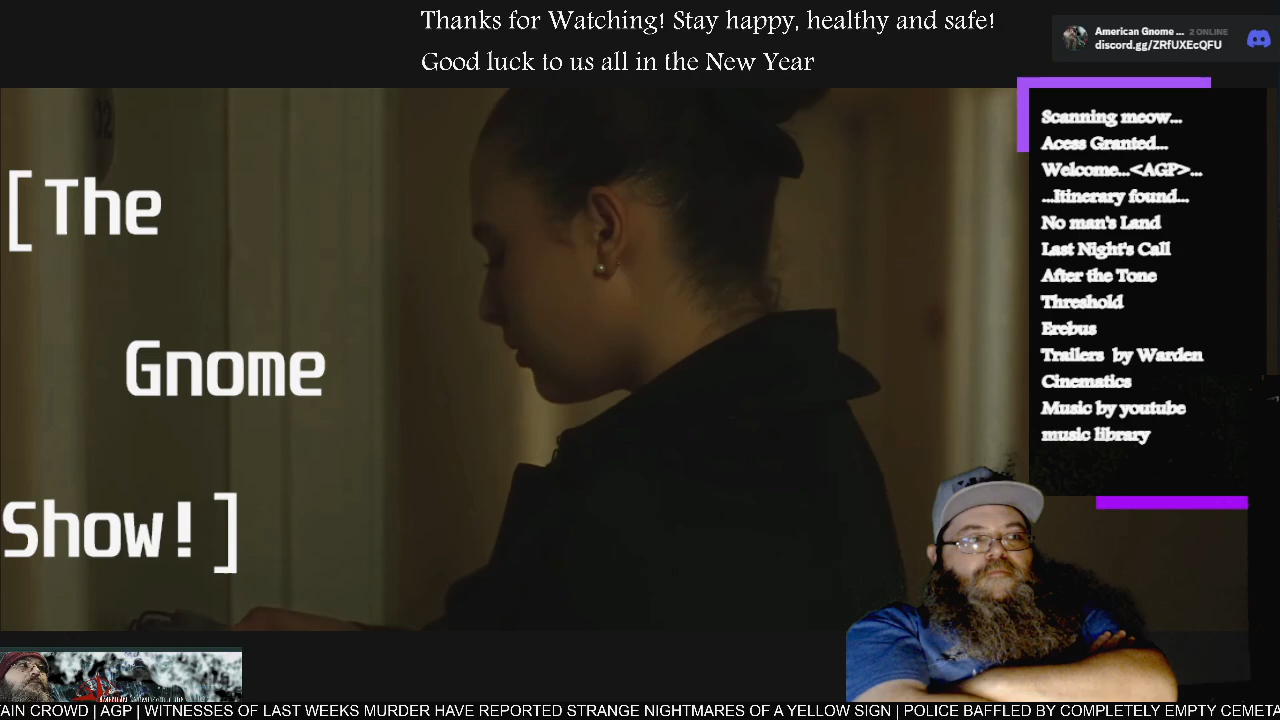 Thanks for Watching! Stay happy, healthy and safe!
Good luck to us all in the New Year
American Gnome ... 2 ONLINE
discord.gg/ZRfUXEcQFU
[The
Gnome
Show!]
Scanning meow...
Acess Granted...
Welcome...<AGP>...
...Itinerary found...
No man's Land
Last Night's Call
After the Tone
Threshold
Erebus
Trailers by Warden
Cinematics
Music by youtube
music library
TAIN CROWD | AGP | WITNESSES OF LAST WEEKS MURDER HAVE REPORTED STRANGE NIGHTMARES OF A YELLOW SIGN | POLICE BAFFLED BY COMPLETELY EMPTY CEMETA